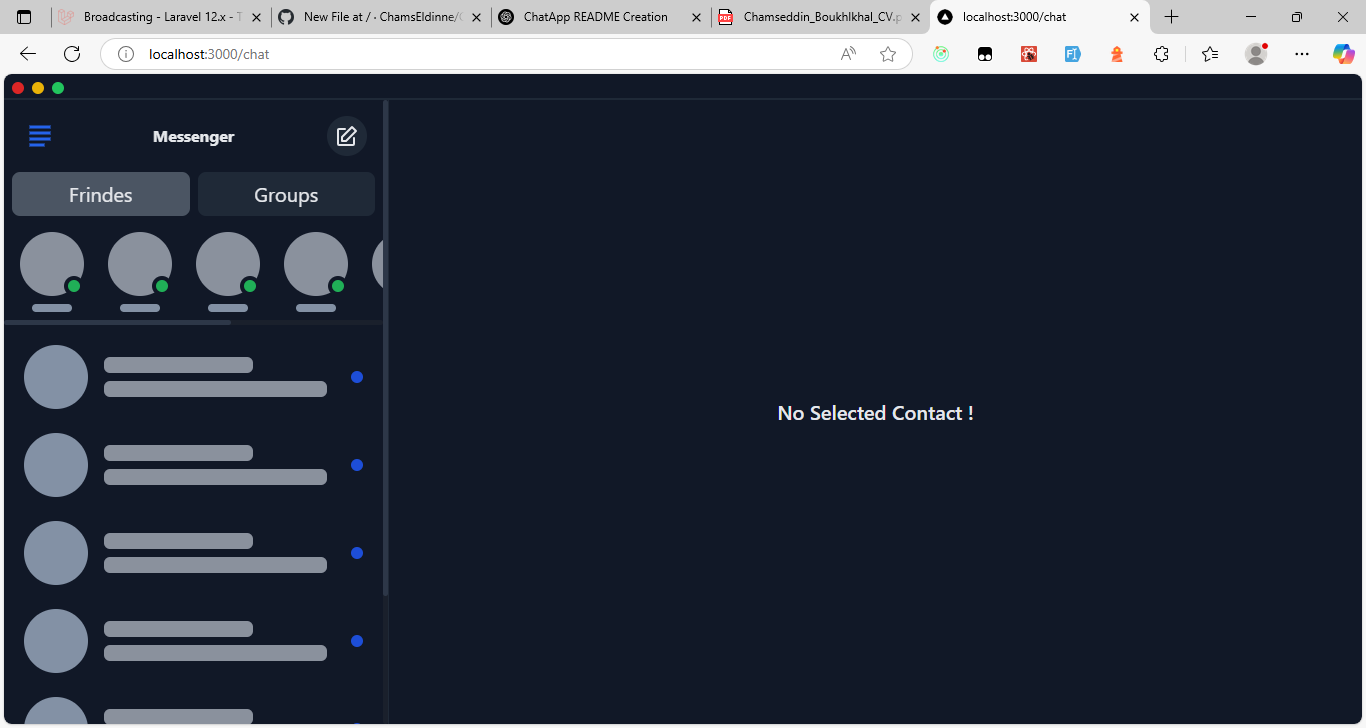 Broadcasting - Laravel 12.x - T
New File at / · ChamsEldinne/
ChatApp README Creation
Chamseddin_Boukhlkhal_CV.p
localhost:3000/chat
localhost:3000/chat
Messenger
Frindes
Groups
No Selected Contact !